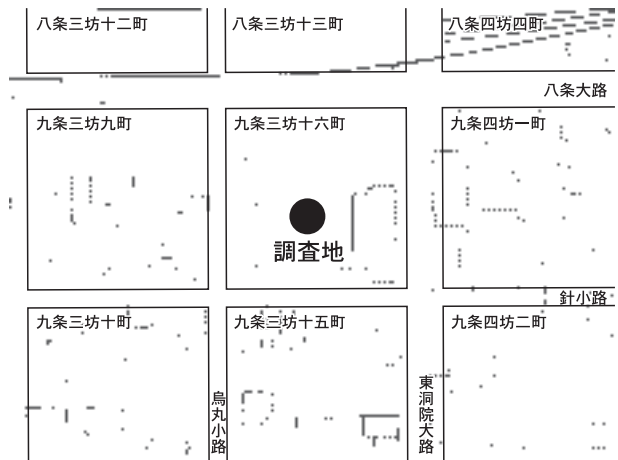 八条三坊十二町
八条三坊十三町
八条四坊四町
八条大路
九条三坊九町
九条三坊十六町
九条四坊一町
調査地
針小路
九条三坊十町
九条三坊十五町
九条四坊二町
烏丸小路
東洞院大路